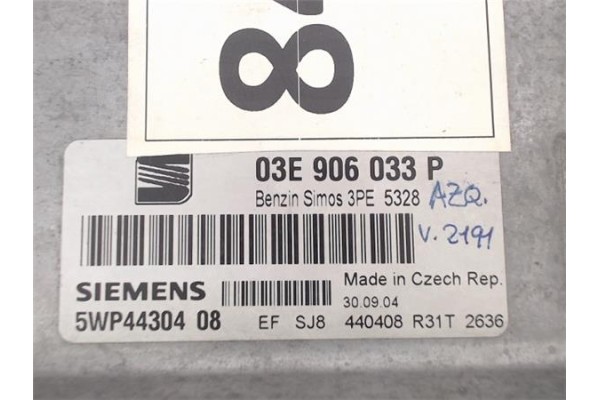 03E 906 033 P
Benzin Simos 3PE 5328 AZQ.
V. 2191
SIEMENS Made in Czech Rep.
30.09.04
5WP44304 08 EF SJ8 440408 R31T 2636